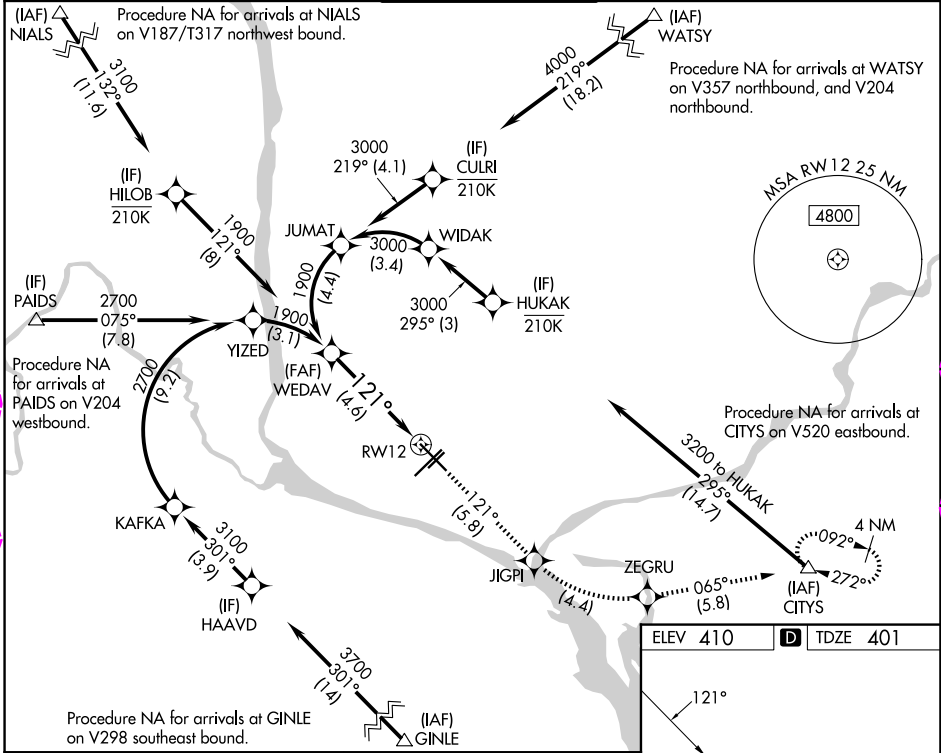 (IAF)
NIALS
Procedure NA for arrivals at NIALS
on V187/T317 northwest bound.
3100
132°
(11.6)
(IAF)
WATSY
4000
219°
(18.2)
Procedure NA for arrivals at WATSY
on V357 northbound, and V204
northbound.
(IF)
HILOB
210K
1900
121°
(8)
3000
219° (4.1)
(IF)
CULRI
210K
JUMAT
3000
(3.4)
WIDAK
1900
(4.4)
3000
295° (3)
(IF)
HUKAK
210K
MSA RW12 25 NM
4800
(IF)
PAIDS
2700
075°
(7.8)
Procedure NA
for arrivals at
PAIDS on V204
westbound.
YIZED
1900
(3.1)
(FAF)
WEDAV
121°
(4.6)
2700
(9.2)
RW12
Procedure NA for arrivals at
CITYS on V520 eastbound.
3200 to HUKAK
295°
(14.7)
KAFKA
3100
301°
(3.9)
(IF)
HAAVD
121°
(5.8)
JIGPI
(4.4)
ZEGRU
065°
(5.8)
4 NM
092°
272°
(IAF)
CITYS
3700
301°
(14)
(IAF)
GINLE
Procedure NA for arrivals at GINLE
on V298 southeast bound.
ELEV 410 D TDZE 401
121°